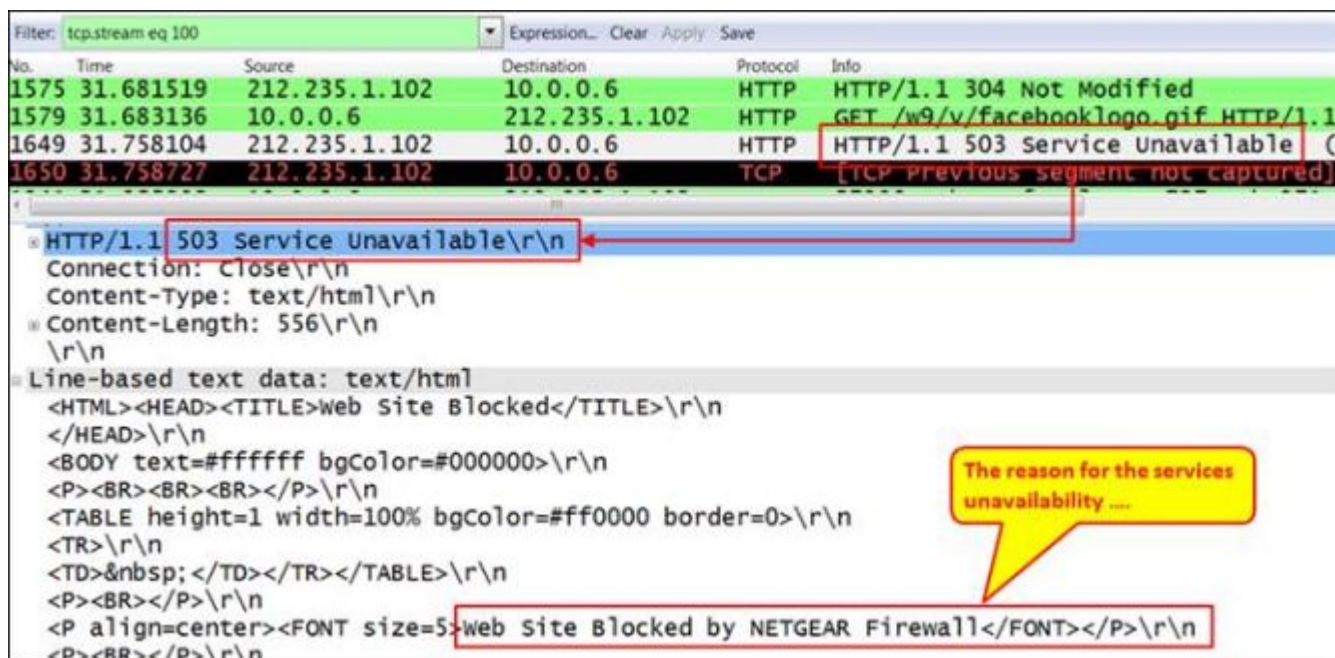 Filter: tcp.stream eq 100 Expression... Clear Apply Save
No. Time Source Destination Protocol Info
1575 31.681519 212.235.1.102 10.0.0.6 HTTP HTTP/1.1 304 Not Modified
1579 31.683136 10.0.0.6 212.235.1.102 HTTP GET /w9/v/facebooklogo.gif HTTP/1.1
1649 31.758104 212.235.1.102 10.0.0.6 HTTP HTTP/1.1 503 Service Unavailable (
1650 31.758727 212.235.1.102 10.0.0.6 TCP [TCP Previous segment not captured]
HTTP/1.1 503 Service Unavailable\r\n
Connection: Close\r\n
Content-Type: text/html\r\n
Content-Length: 556\r\n
\r\n
Line-based text data: text/html
<HTML><HEAD><TITLE>Web Site Blocked</TITLE>\r\n
</HEAD>\r\n
<BODY text=#ffffff bgColor=#000000>\r\n
<P><BR><BR><BR></P>\r\n
<TABLE height=1 width=100% bgColor=#ff0000 border=0>\r\n
<TR>\r\n
<TD>&nbsp;</TD></TR></TABLE>\r\n
<P><BR></P>\r\n
<P align=center><FONT size=5>Web Site Blocked by NETGEAR Firewall</FONT></P>\r\n
<P><BR></P>\r\n
The reason for the services
unavailability ....